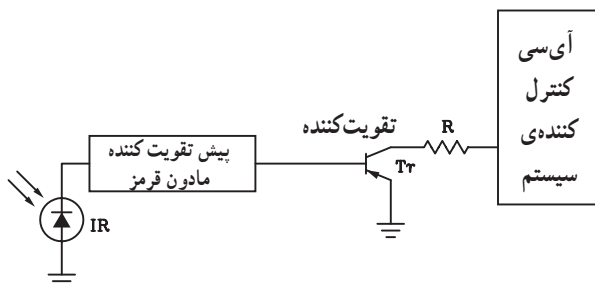 آی‌سی
کنترل
کننده‌ی
سیستم
تقویت‌کننده
R
پیش تقویت کننده
مادون قرمز
Tr
IR